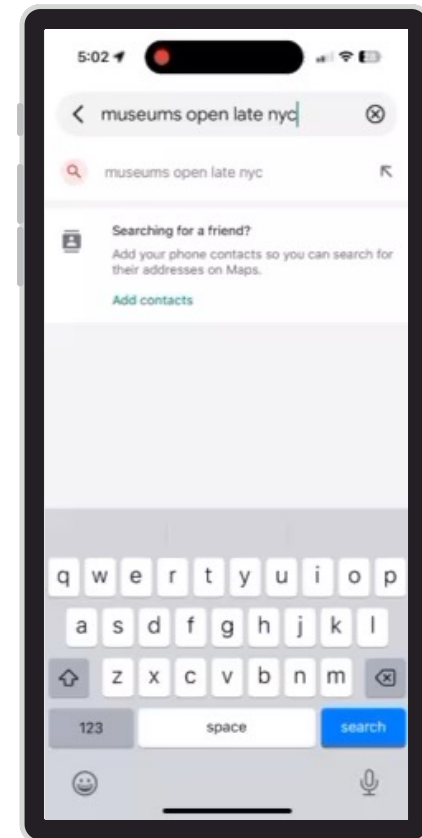 5:02
museums open late nyc
museums open late nyc
Searching for a friend?
Add your phone contacts so you can search for
their addresses on Maps.
Add contacts
q w e r t y u i o p
a s d f g h j k l
z x c v b n m
123 space search